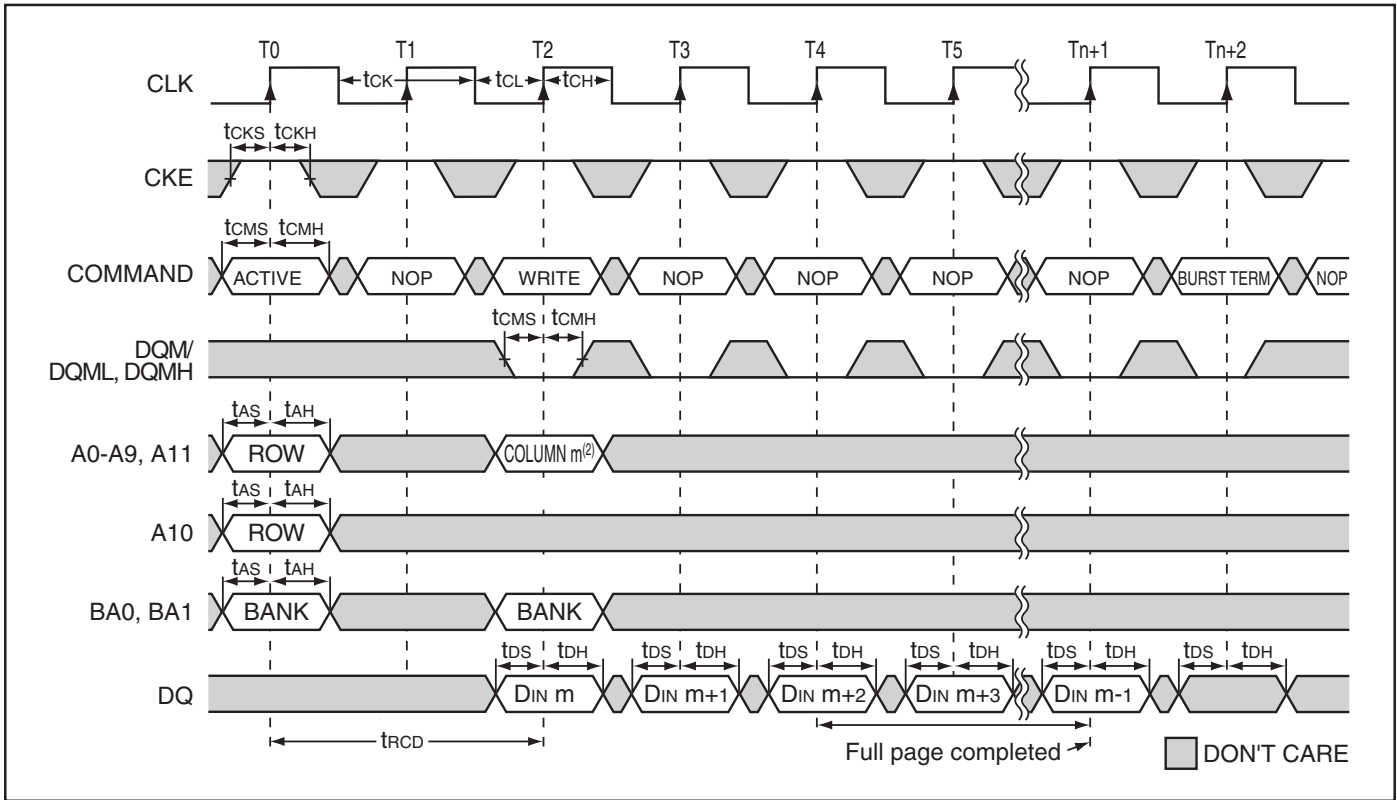 T0 T1 T2 T3 T4 T5 Tn+1 Tn+2
CLK tCK tCL tCH
tCKS tCKH
CKE
tCMS tCMH
COMMAND ACTIVE NOP WRITE NOP NOP NOP NOP BURST TERM NOP
tCMS tCMH
DQM/
DQML, DQMH
tAS tAH
A0-A9, A11 ROW COLUMN m(2)
tAS tAH
A10 ROW
tAS tAH
BA0, BA1 BANK BANK
tDS tDH tDS tDH tDS tDH tDS tDH tDS tDH tDS tDH
DQ DIN m DIN m+1 DIN m+2 DIN m+3 DIN m-1
tRCD
Full page completed
DON'T CARE